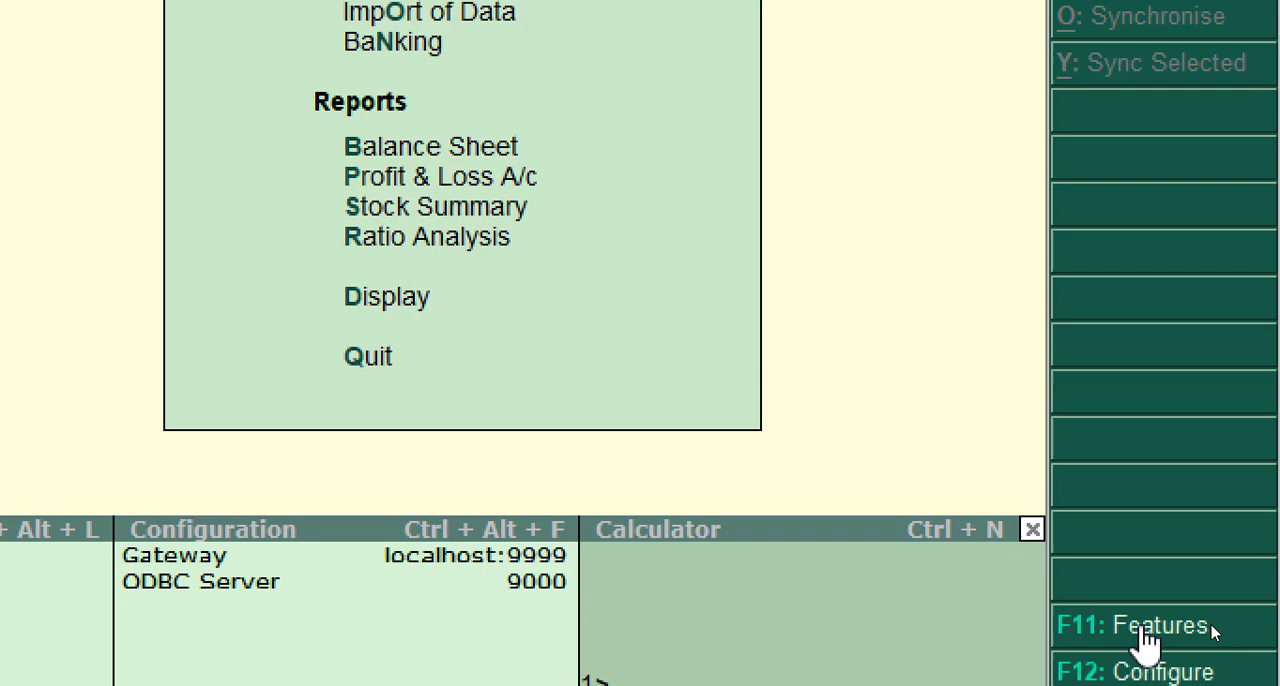 ImpOrt of Data
BaNking
Reports
Balance Sheet
Profit & Loss A/c
Stock Summary
Ratio Analysis
Display
Quit
O: Synchronise
Y: Sync Selected
F11: Features
F12: Configure
+ Alt + L
Configuration Ctrl + Alt + F
Gateway localhost:9999
ODBC Server 9000
Calculator Ctrl + N
1>